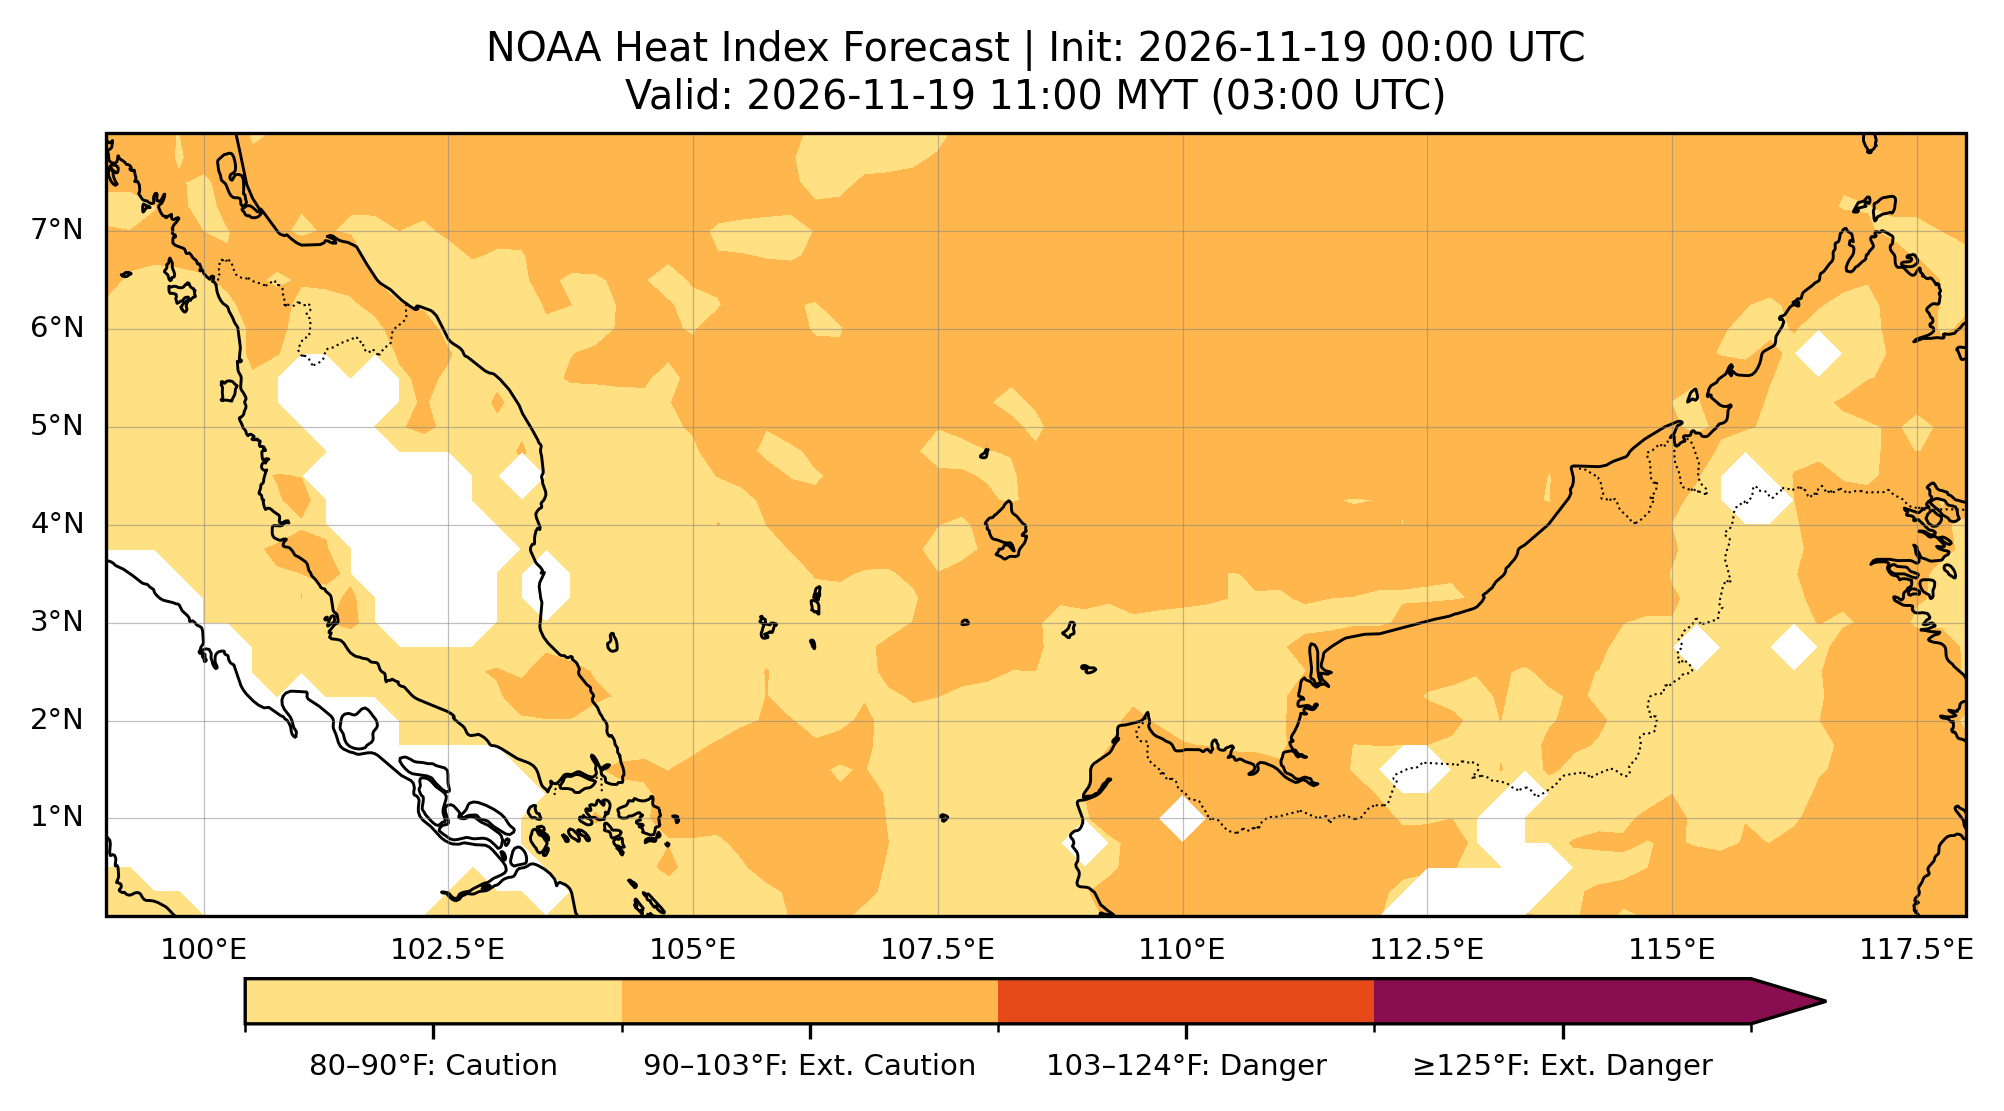 NOAA Heat Index Forecast | Init: 2026-11-19 00:00 UTC
Valid: 2026-11-19 11:00 MYT (03:00 UTC)
7°N
6°N
5°N
4°N
3°N
2°N
1°N
100°E 102.5°E 105°E 107.5°E 110°E 112.5°E 115°E 117.5°E
80–90°F: Caution 90–103°F: Ext. Caution 103–124°F: Danger ≥125°F: Ext. Danger